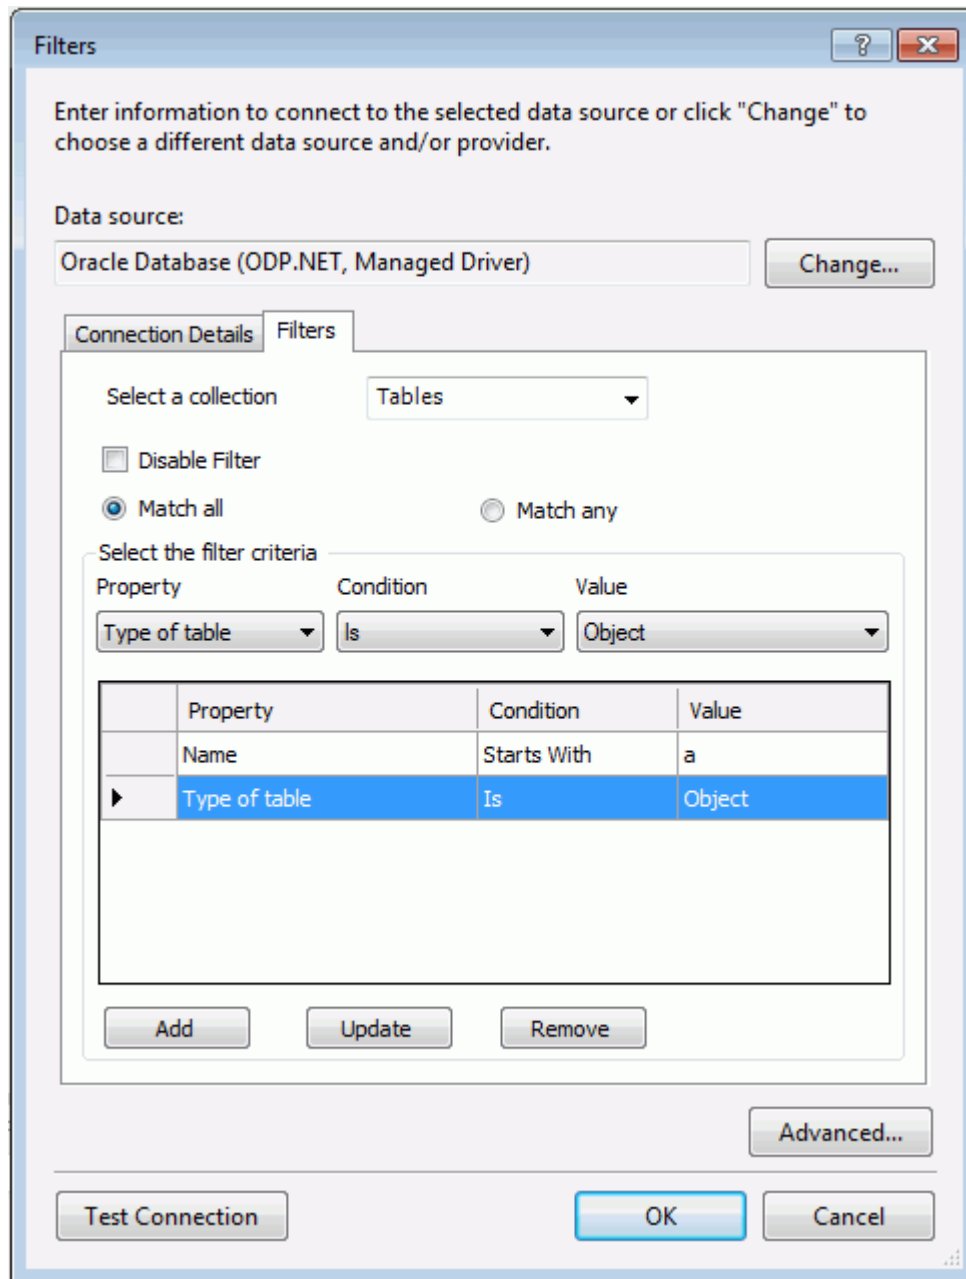 Filters
Enter information to connect to the selected data source or click "Change" to
choose a different data source and/or provider.
Data source:
Oracle Database (ODP.NET, Managed Driver)
Change...
Connection Details
Filters
Select a collection
Tables
Disable Filter
Match all
Match any
Select the filter criteria
Property Condition Value
Type of table Is Object
Property Condition Value
Name Starts With a
Type of table Is Object
Add Update Remove
Advanced...
Test Connection OK Cancel